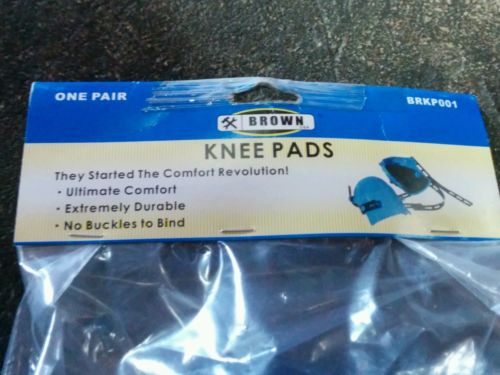 ONE PAIR
BRKP001
BROWN
KNEE PADS
They Started The Comfort Revolution!
· Ultimate Comfort
· Extremely Durable
· No Buckles to Bind